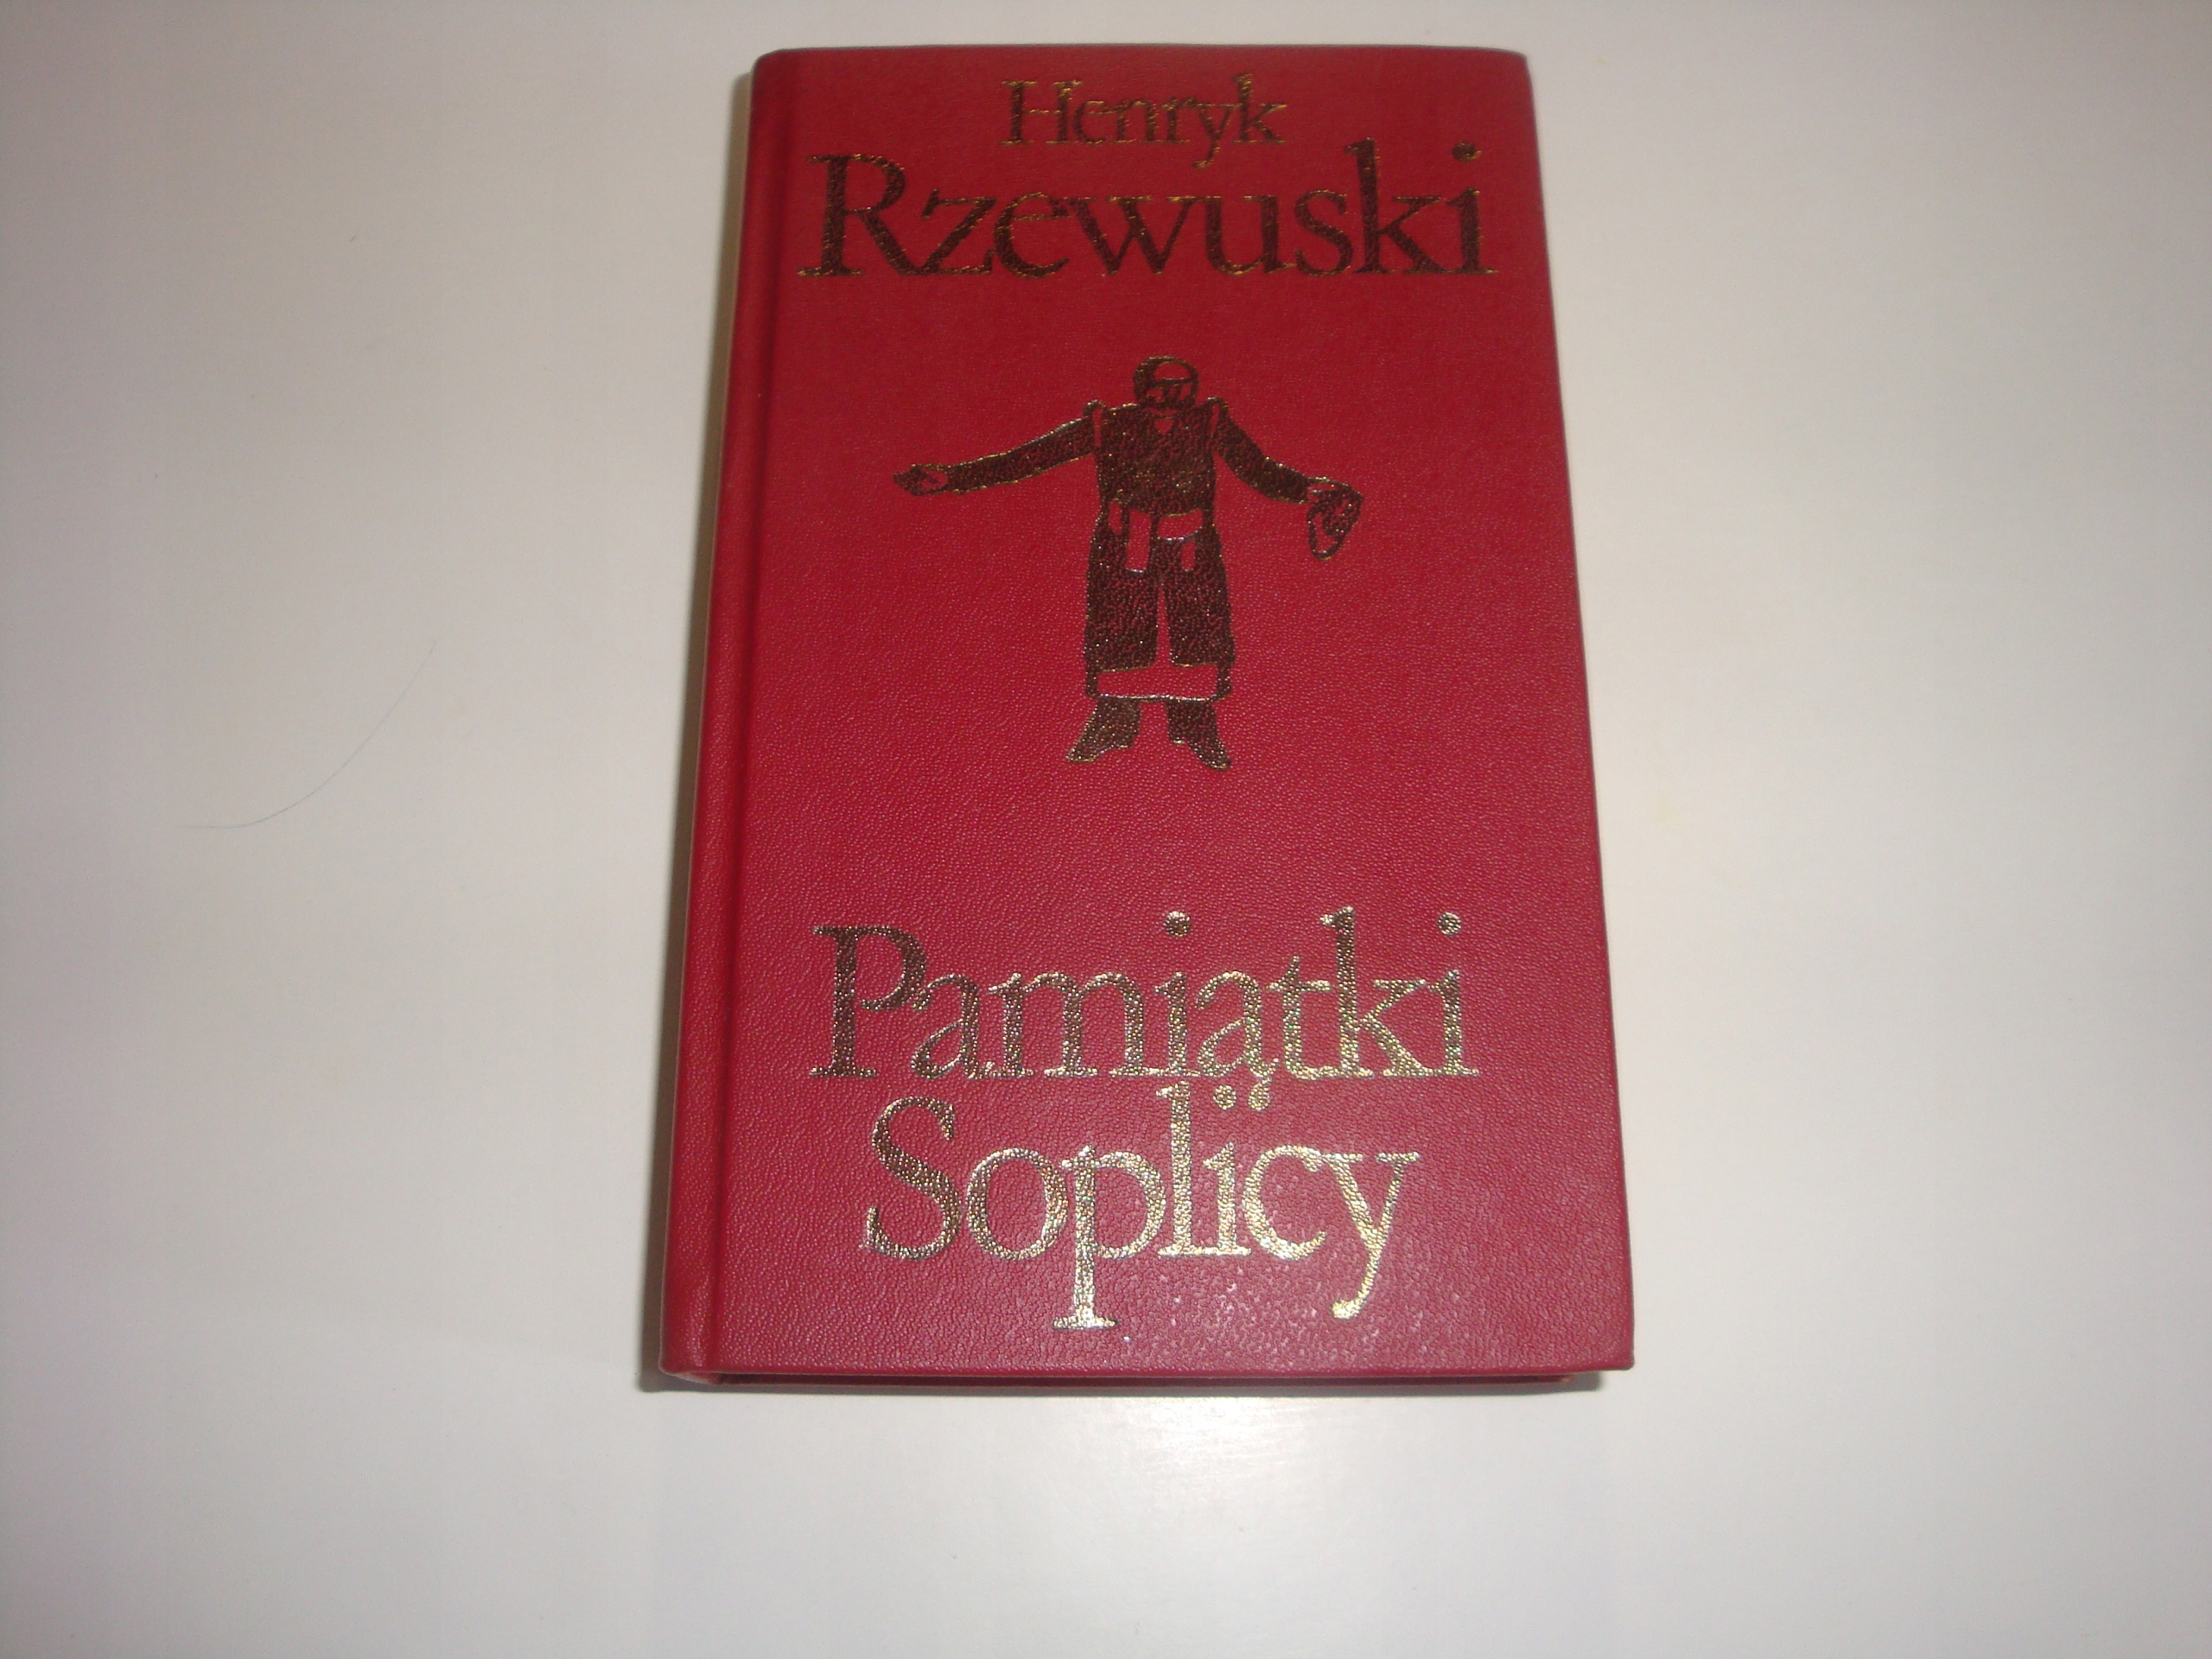 Henryk
Rzewuski
Pamiątki
Soplicy